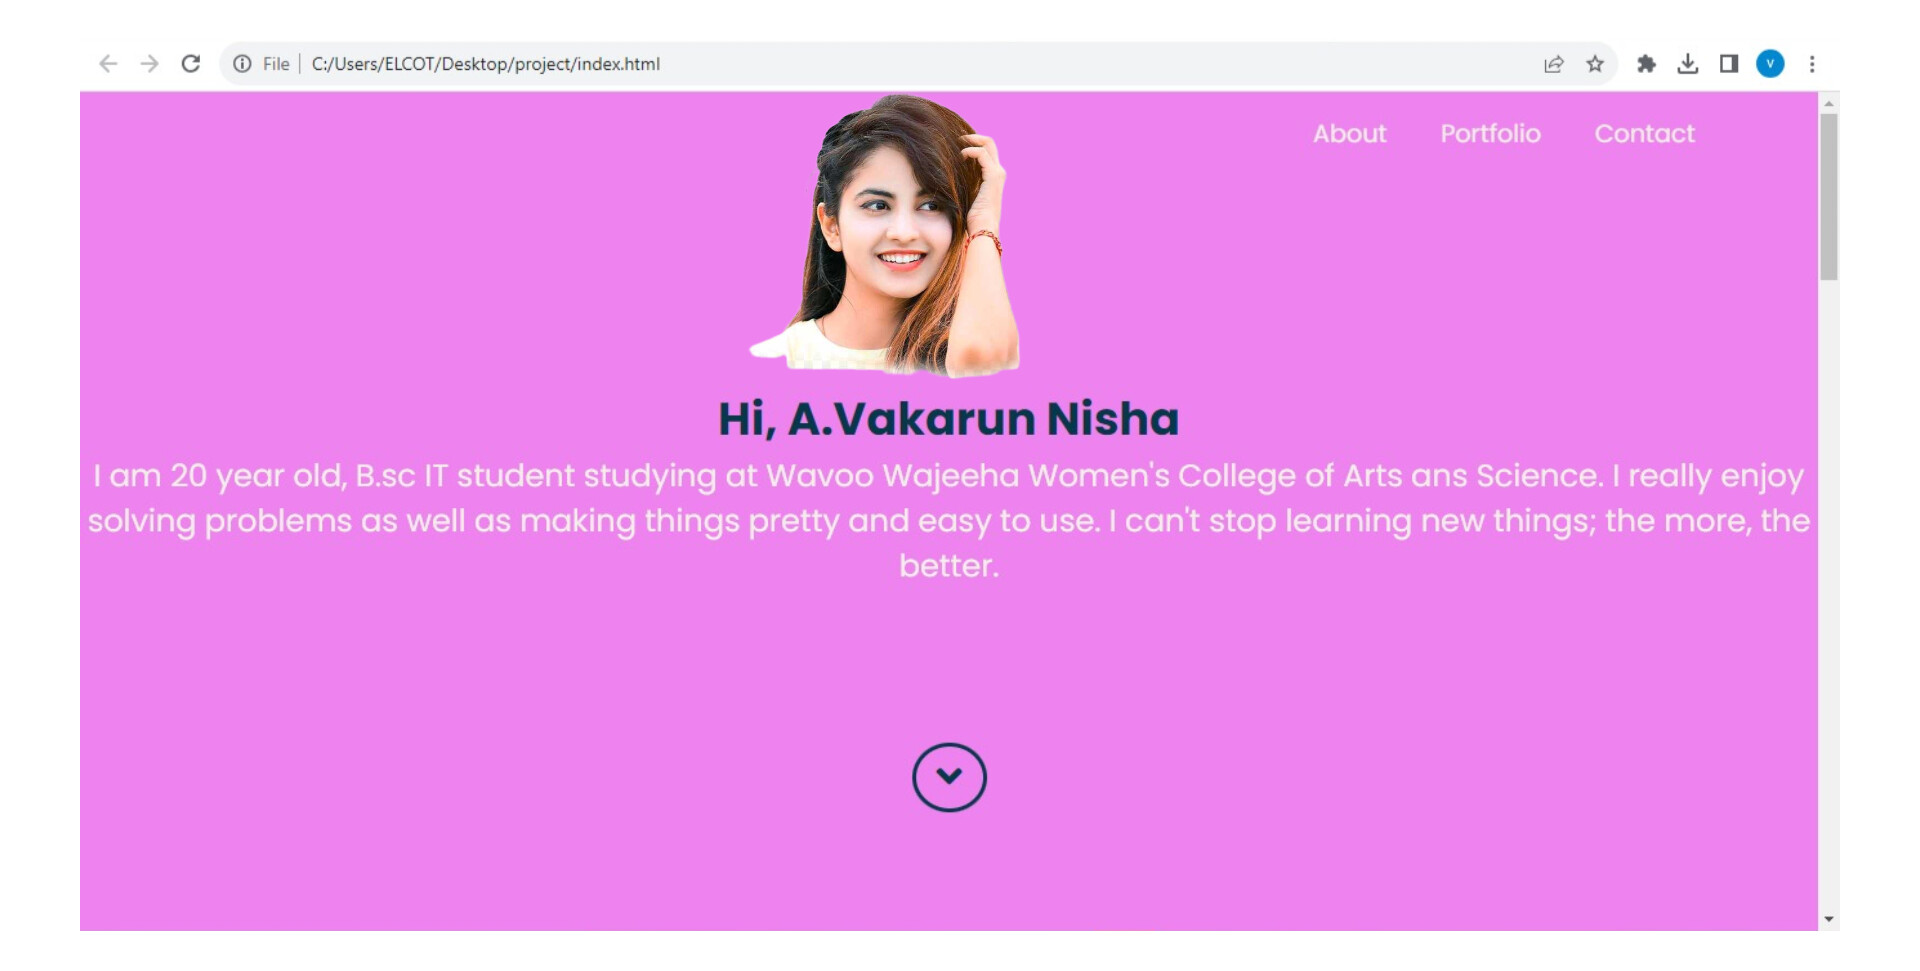 File C:/Users/ELCOT/Desktop/project/index.html
V
About Portfolio Contact
Hi, A.Vakarun Nisha
I am 20 year old, B.sc IT student studying at Wavoo Wajeeha Women's College of Arts ans Science. I really enjoy
solving problems as well as making things pretty and easy to use. I can't stop learning new things; the more, the
better.